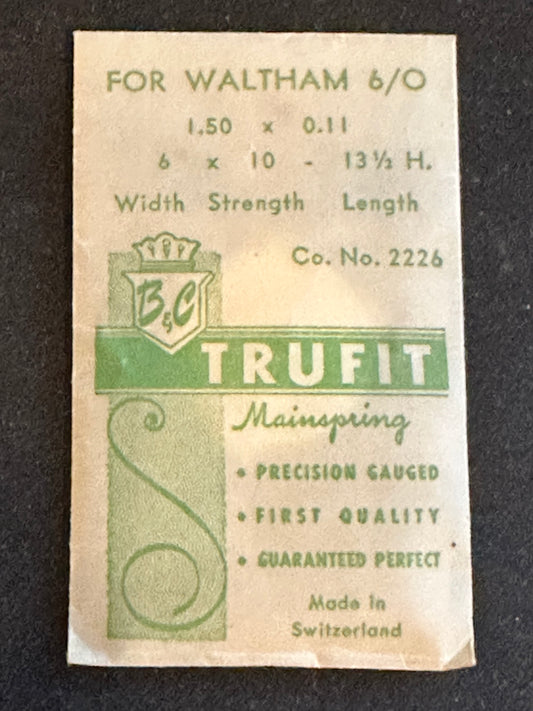 FOR WALTHAM 6/0
1.50 x 0.11
6 x 10 - 13½ H.
Width Strength Length
Co. No. 2226
B&C
TRUFIT
Mainspring
• PRECISION GAUGED
• FIRST QUALITY
• GUARANTEED PERFECT
Made in
Switzerland